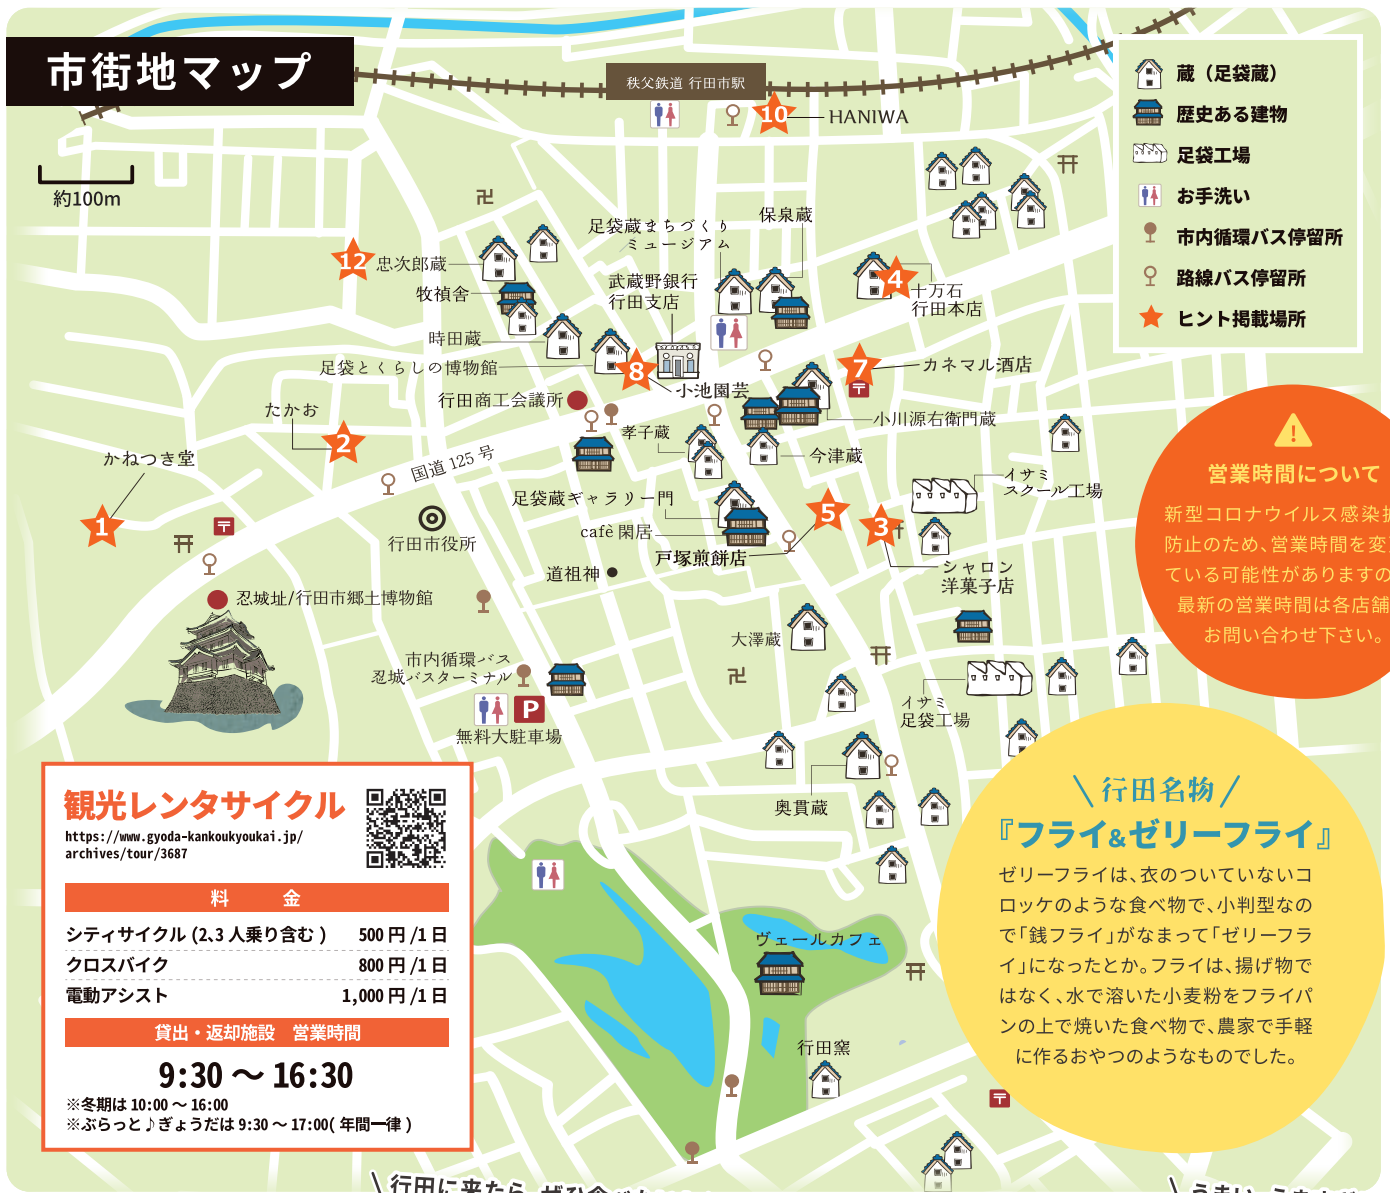 市街地マップ
約100m
秩父鉄道 行田市駅
10
HANIWA
蔵（足袋蔵）
歴史ある建物
足袋工場
お手洗い
市内循環バス停留所
路線バス停留所
ヒント掲載場所
保泉蔵
足袋蔵まちづくり
ミュージアム
12
忠次郎蔵
牧禎舎
武蔵野銀行
行田支店
4
十万石
行田本店
時田蔵
足袋とくらしの博物館
8
小池園芸
7
カネマル酒店
〒
行田商工会議所
小川源右衛門蔵
たかお
2
孝子蔵
今津蔵
国道 125 号
かねつき堂
1
〒
足袋蔵ギャラリー門
cafè 閑居
戸塚煎餅店
5
3
イサミ
スクール工場
行田市役所
道祖神
シャロン
洋菓子店
忍城址/行田市郷土博物館
大澤蔵
市内循環バス
忍城バスターミナル
P
無料大駐車場
イサミ
足袋工場
奥貫蔵
ヴェールカフェ
行田窯
〒
!
営業時間について
新型コロナウイルス感染拡
防止のため、営業時間を変
ている可能性がありますの
最新の営業時間は各店舗
お問い合わせ下さい。
行田名物
『フライ&ゼリーフライ』
ゼリーフライは、衣のついていないコ
ロッケのような食べ物で、小判型なの
で「銭フライ」がなまって「ゼリーフラ
イ」になったとか。フライは、揚げ物で
はなく、水で溶いた小麦粉をフライパ
ンの上で焼いた食べ物で、農家で手軽
に作るおやつのようなものでした。
観光レンタサイクル
https://www.gyoda-kankoukyoukai.jp/
archives/tour/3687
料 金
シティサイクル (2、3 人乗り含む ) 500 円 /1 日
クロスバイク 800 円 /1 日
電動アシスト 1,000 円 /1 日
貸出・返却施設 営業時間
9:30 ～ 16:30
※冬期は 10:00 ～ 16:00
※ぶらっと♪ぎょうだは 9:30 ～ 17:00( 年間一律 )
行田に来たら、ぜひ食べ